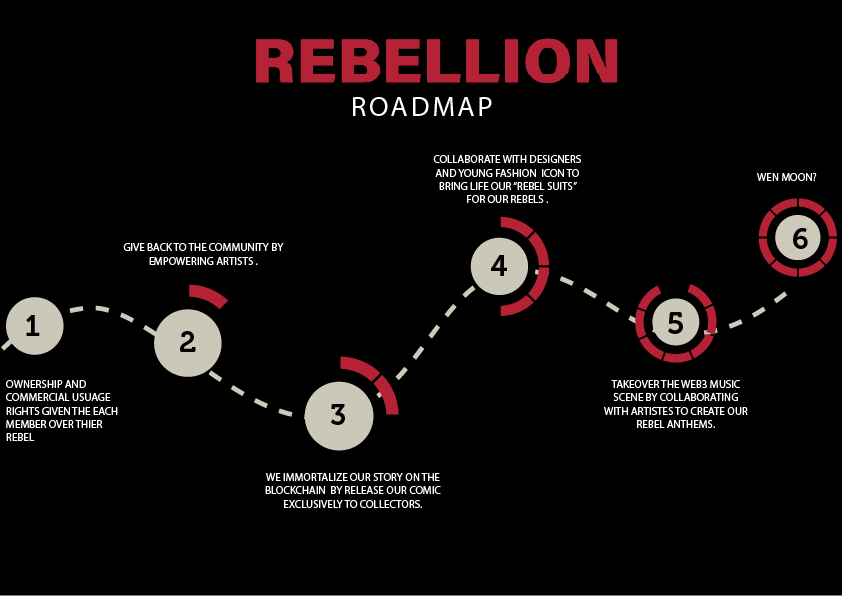 REBELLION
ROADMAP
1
OWNERSHIP AND
COMMERCIAL USUAGE
RIGHTS GIVEN THE EACH
MEMBER OVER THIER
REBEL
GIVE BACK TO THE COMMUNITY BY
EMPOWERING ARTISTS .
2
3
WE IMMORTALIZE OUR STORY ON THE
BLOCKCHAIN BY RELEASE OUR COMIC
EXCLUSIVELY TO COLLECTORS.
COLLABORATE WITH DESIGNERS
AND YOUNG FASHION ICON TO
BRING LIFE OUR “REBEL SUITS”
FOR OUR REBELS .
4
5
TAKEOVER THE WEB3 MUSIC
SCENE BY COLLABORATING
WITH ARTISTES TO CREATE OUR
REBEL ANTHEMS.
WEN MOON?
6